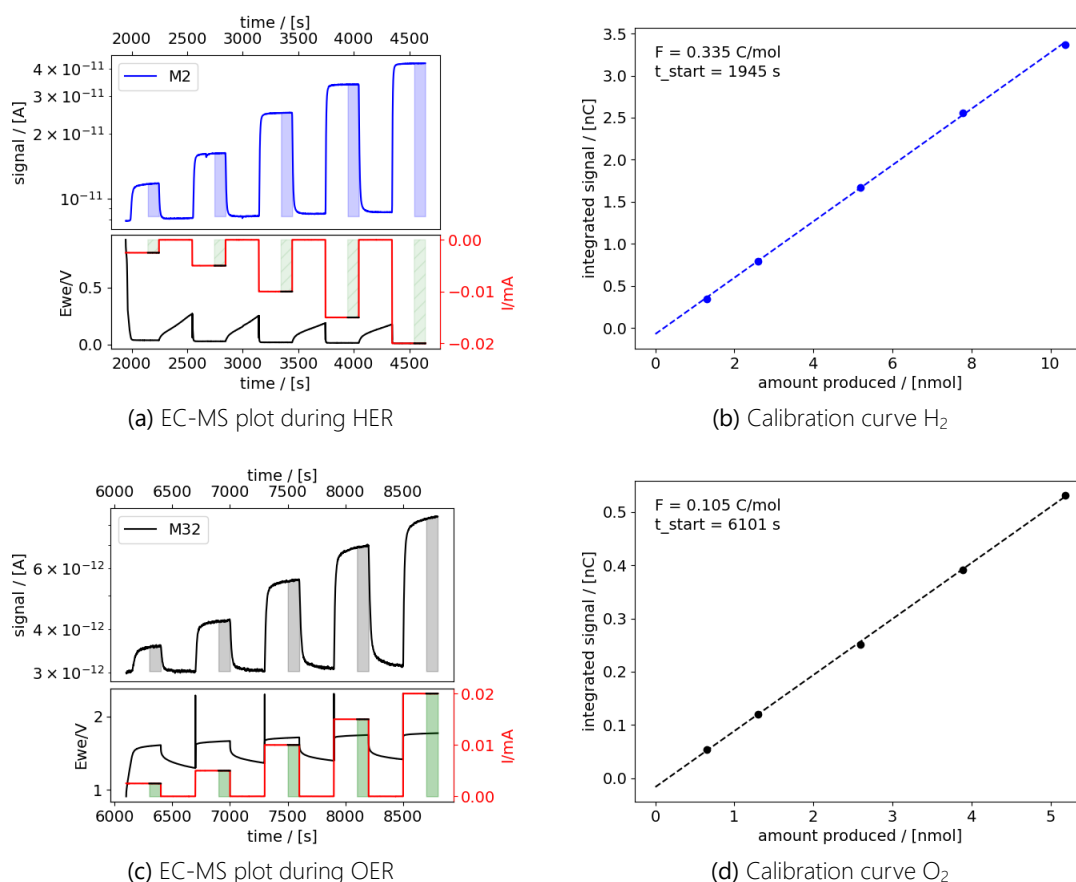 time / [s]
2000 2500 3000 3500 4000 4500
4 × 10⁻¹¹
3 × 10⁻¹¹
2 × 10⁻¹¹
10⁻¹¹
signal / [A]
M2
0.5
0.0
Ewe/V
0.00
−0.01
−0.02
I/mA
2000 2500 3000 3500 4000 4500
time / [s]
(a) EC-MS plot during HER
F = 0.335 C/mol
t_start = 1945 s
3.5
3.0
2.5
2.0
1.5
1.0
0.5
0.0
integrated signal / [nC]
0 2 4 6 8 10
amount produced / [nmol]
(b) Calibration curve H₂
time / [s]
6000 6500 7000 7500 8000 8500
6 × 10⁻¹²
4 × 10⁻¹²
3 × 10⁻¹²
signal / [A]
M32
2
1
Ewe/V
0.02
0.01
0.00
I/mA
6000 6500 7000 7500 8000 8500
time / [s]
(c) EC-MS plot during OER
F = 0.105 C/mol
t_start = 6101 s
0.5
0.4
0.3
0.2
0.1
0.0
integrated signal / [nC]
0 1 2 3 4 5
amount produced / [nmol]
(d) Calibration curve O₂